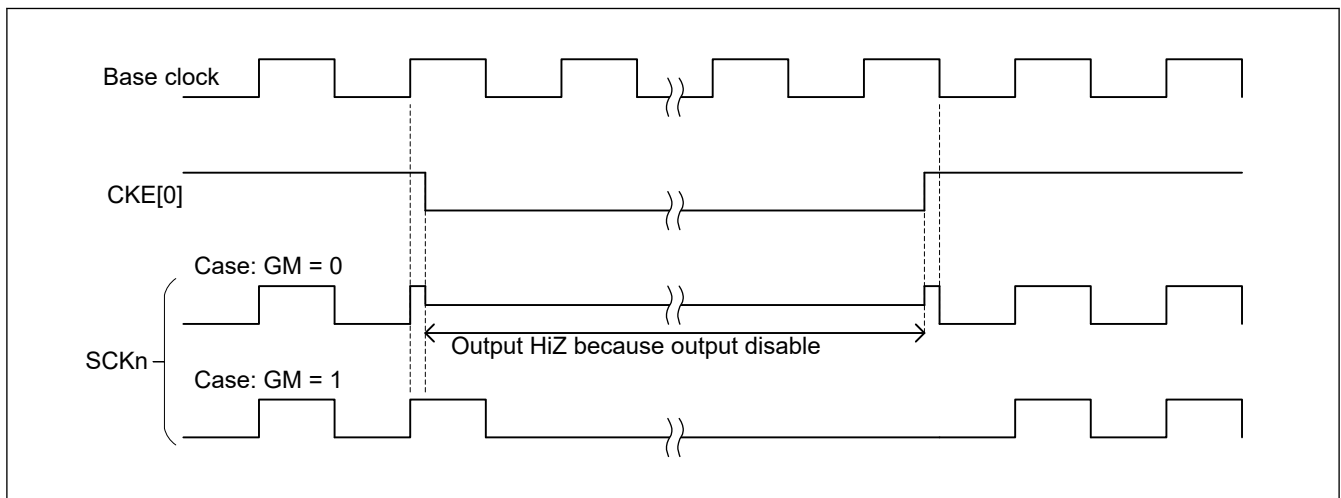 Base clock
CKE[0]
Case: GM = 0
Output HiZ because output disable
SCKn
Case: GM = 1